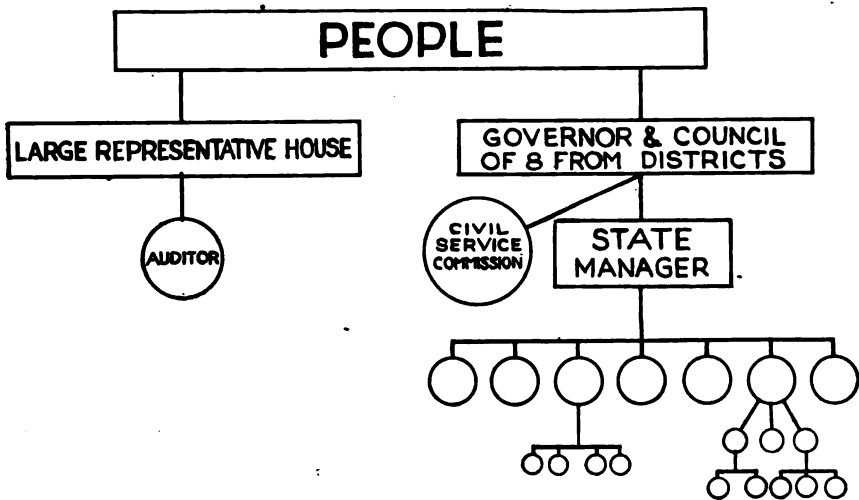 PEOPLE
LARGE REPRESENTATIVE HOUSE
GOVERNOR & COUNCIL
OF 8 FROM DISTRICTS
AUDITOR
CIVIL
SERVICE
COMMISSION
STATE
MANAGER